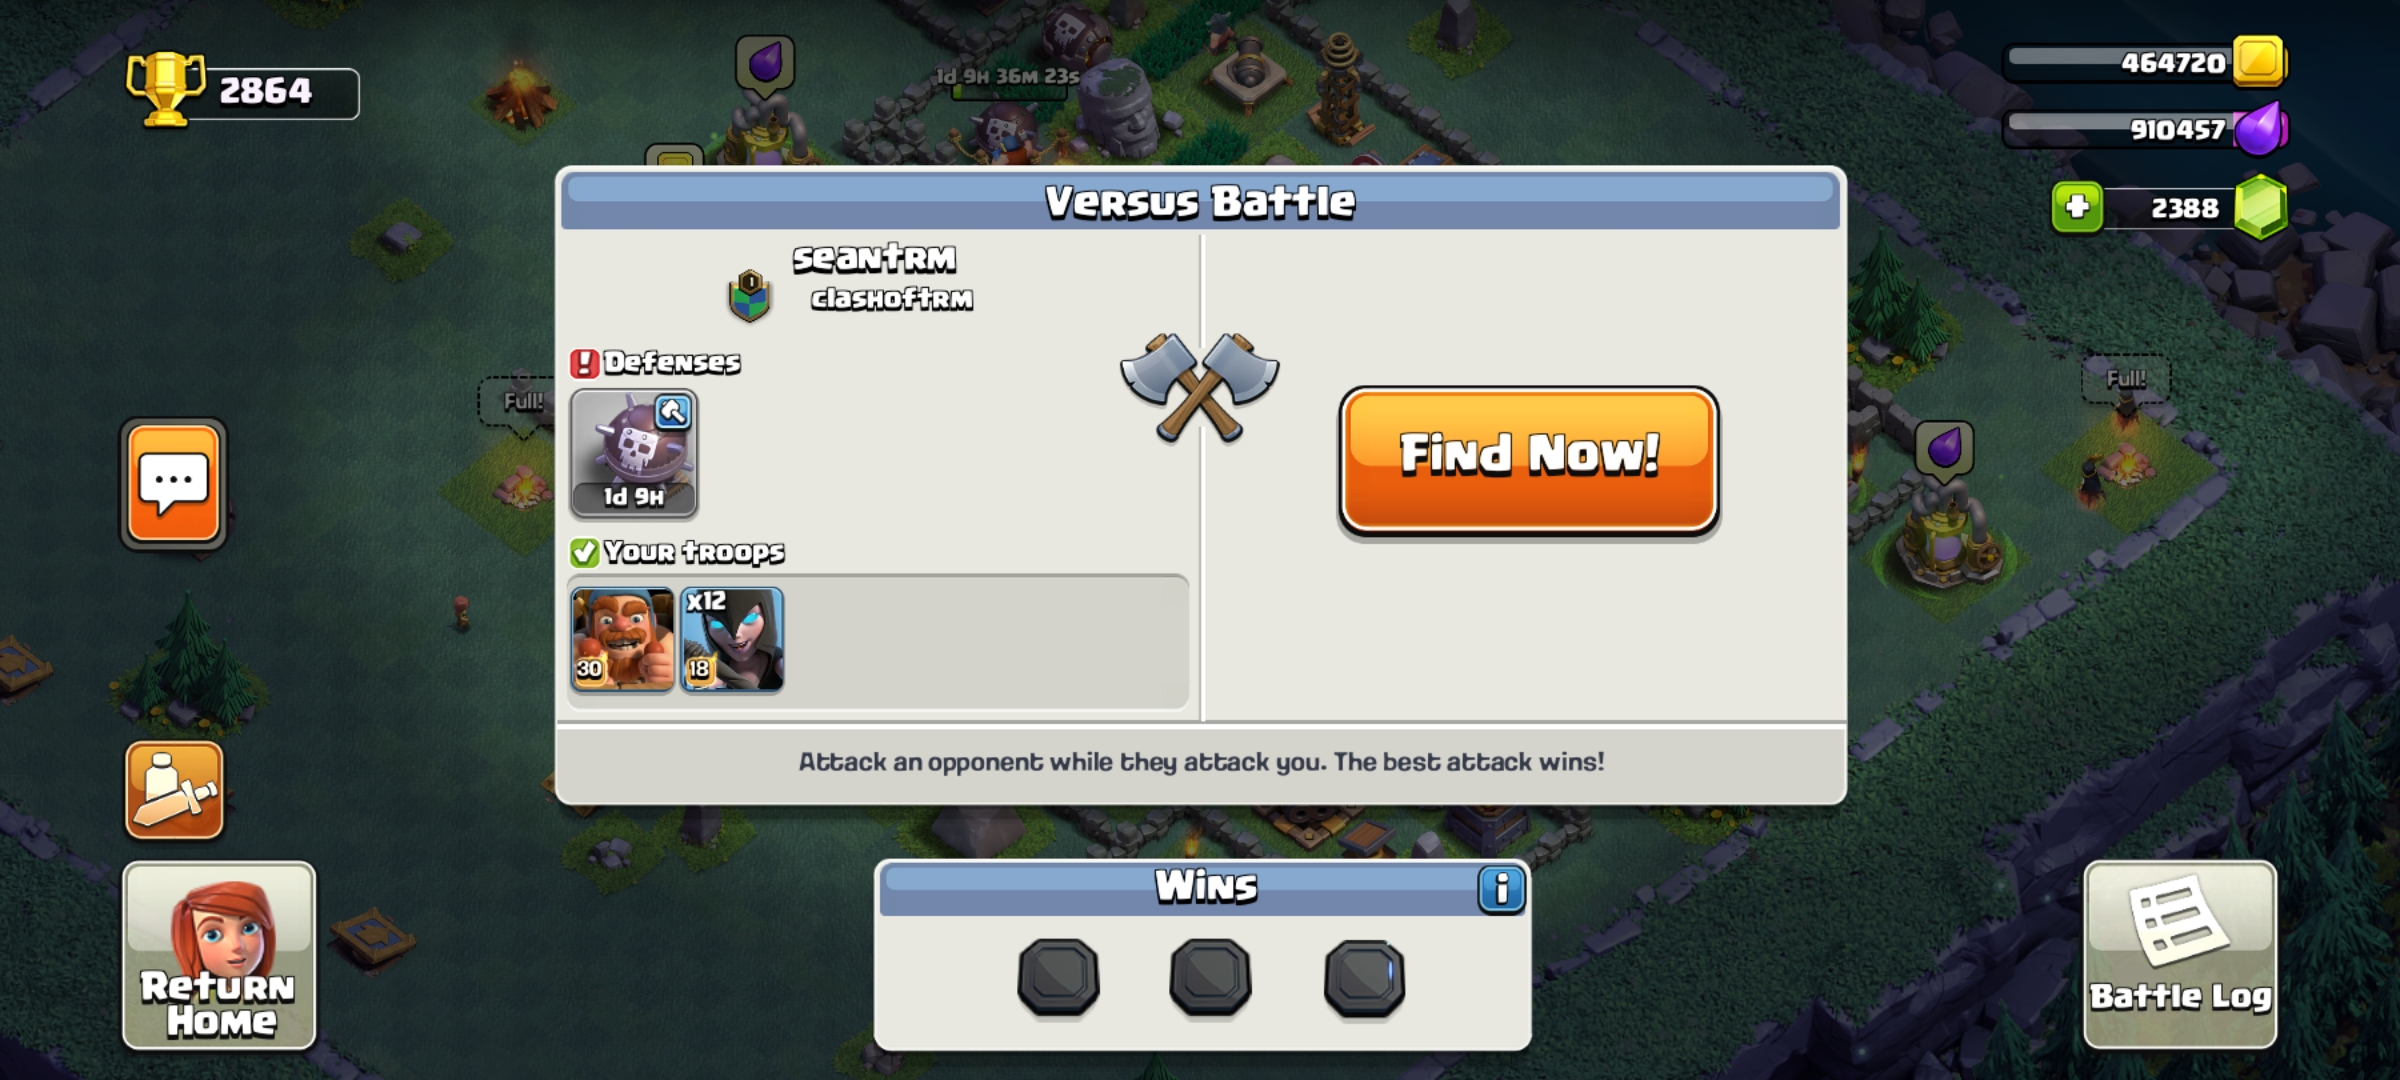 2864
1d 9H 36M 23s
464720
910457
2388
Versus Battle
seantrm
clashoftrm
! Defenses
1d 9H
Your troops
30
x12
18
Find Now!
Attack an opponent while they attack you. The best attack wins!
Full!
Full!
Wins
i
Return
Home
Battle Log